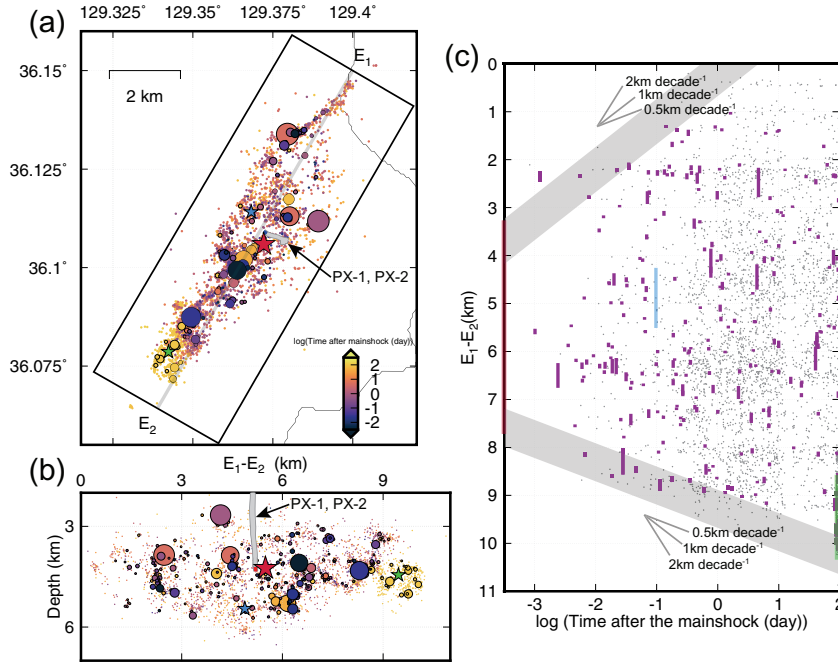 129.325° 129.35° 129.375° 129.4°
(a)
E1
36.15°
2 km
36.125°
36.1°
PX-1, PX-2
36.075°
log(Time after mainshock (day))
2
1
0
-1
-2
E2
(b)
E1-E2 (km)
0 3 6 9
PX-1, PX-2
3
6
Depth(km)
(c)
0
1
2
3
4
5
6
7
8
9
10
11
E1-E2(km)
2km decade-1
1km decade-1
0.5km decade-1
0.5km decade-1
1km decade-1
2km decade-1
-3 -2 -1 0 1 2
log (Time after the mainshock (day))